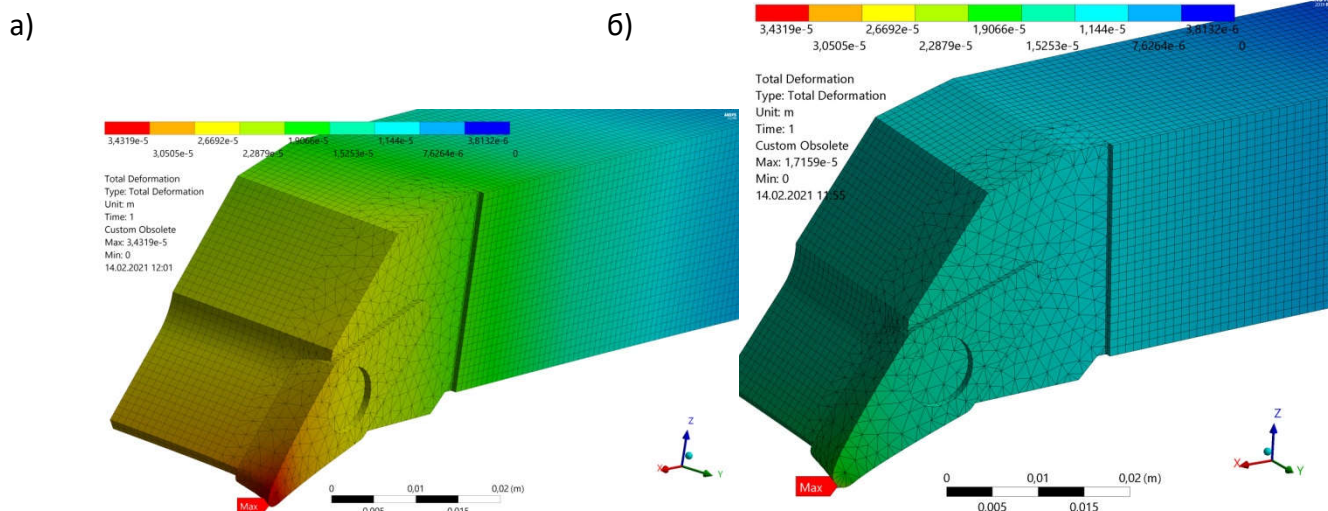 а)
3,4319e-5 2,6692e-5 1,9066e-5 1,144e-5 3,8132e-6
3,0505e-5 2,2879e-5 1,5253e-5 7,6264e-6 0
Total Deformation
Type: Total Deformation
Unit: m
Time: 1
Custom Obsolete
Max: 3,4319e-5
Min: 0
14.02.2021 12:01
Max
0 0,01 0,02 (m)
0,005 0,015
Z
X Y
б)
3,4319e-5 2,6692e-5 1,9066e-5 1,144e-5 3,8132e-6
3,0505e-5 2,2879e-5 1,5253e-5 7,6264e-6 0
Total Deformation
Type: Total Deformation
Unit: m
Time: 1
Custom Obsolete
Max: 1,7159e-5
Min: 0
14.02.2021 11:55
Max
0 0,01 0,02 (m)
0.005 0.015
Z
X Y